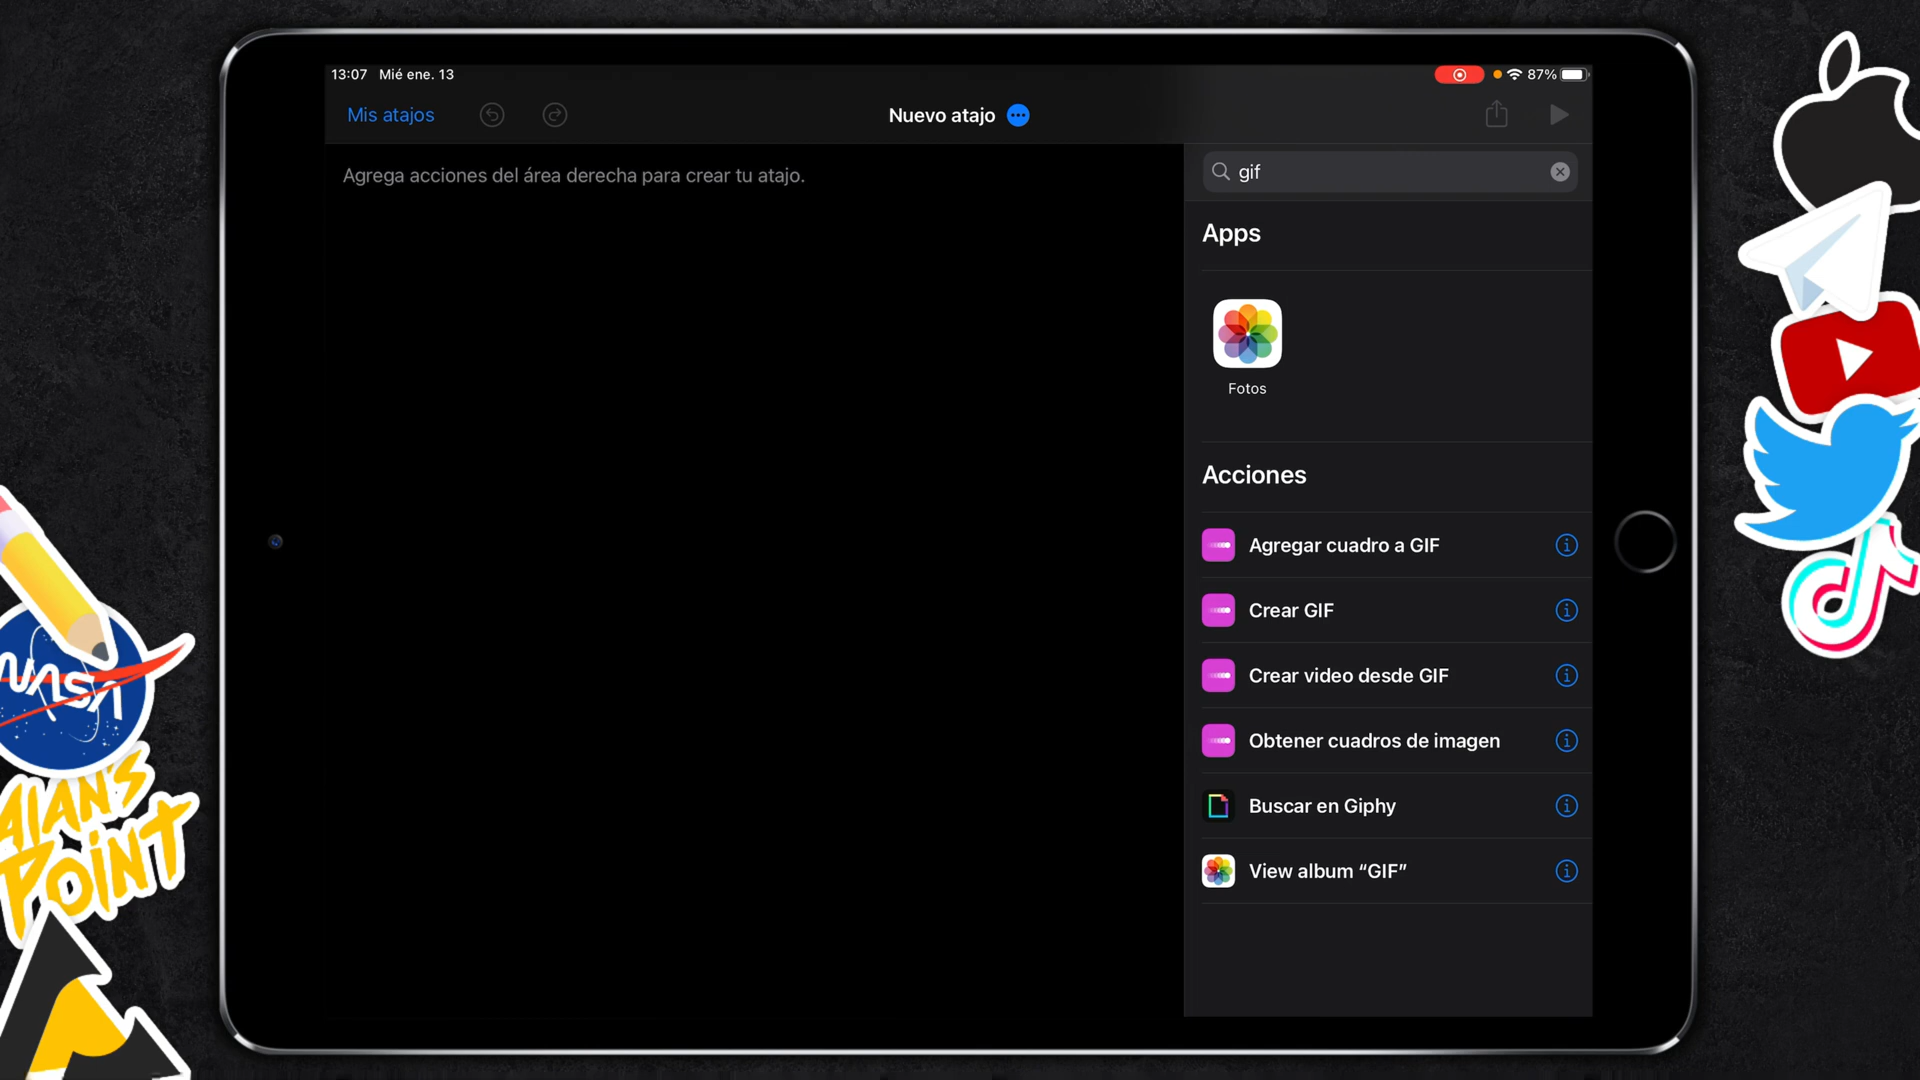 13:07 Mié ene. 13
87%
Mis atajos
Nuevo atajo
Agrega acciones del área derecha para crear tu atajo.
gif
Apps
Fotos
Acciones
Agregar cuadro a GIF
Crear GIF
Crear video desde GIF
Obtener cuadros de imagen
Buscar en Giphy
View album “GIF”
NASA
AIAN'S
POINT